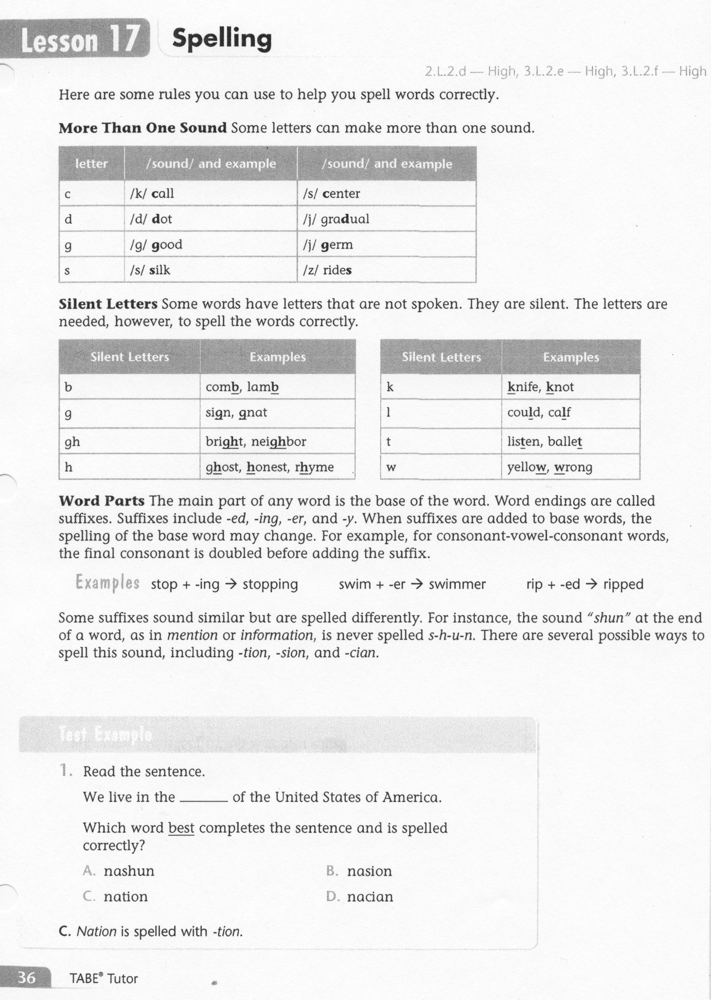 Lesson 17 Spelling
2.L.2.d — High, 3.L.2.e — High, 3.L.2.f — High
Here are some rules you can use to help you spell words correctly.
More Than One Sound Some letters can make more than one sound.
letter /sound/ and example /sound/ and example
c /k/ call /s/ center
d /d/ dot /j/ gradual
g /g/ good /j/ germ
s /s/ silk /z/ rides
Silent Letters Some words have letters that are not spoken. They are silent. The letters are
needed, however, to spell the words correctly.
Silent Letters Examples
b comb, lamb
g sign, gnat
gh bright, neighbor
h ghost, honest, rhyme
Silent Letters Examples
k knife, knot
l could, calf
t listen, ballet
w yellow, wrong
Word Parts The main part of any word is the base of the word. Word endings are called
suffixes. Suffixes include -ed, -ing, -er, and -y. When suffixes are added to base words, the
spelling of the base word may change. For example, for consonant-vowel-consonant words,
the final consonant is doubled before adding the suffix.
Examples stop + -ing → stopping swim + -er → swimmer rip + -ed → ripped
Some suffixes sound similar but are spelled differently. For instance, the sound “shun” at the end
of a word, as in mention or information, is never spelled s-h-u-n. There are several possible ways to
spell this sound, including -tion, -sion, and -cian.
Test Example
1. Read the sentence.
We live in the ______ of the United States of America.
Which word best completes the sentence and is spelled
correctly?
A. nashun B. nasion
C. nation D. nacian
C. Nation is spelled with -tion.
36 TABE® Tutor